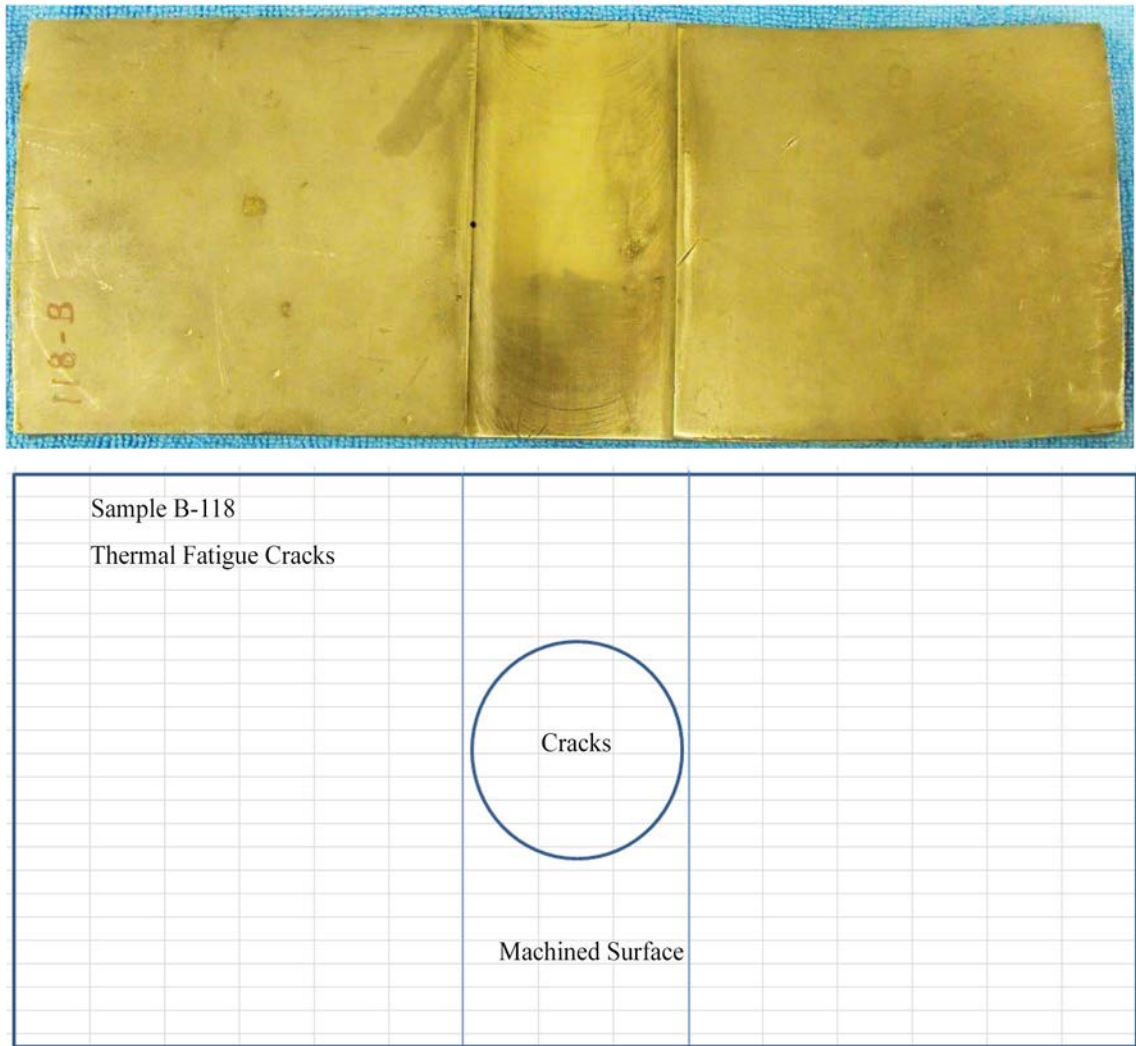 118-B
Sample B-118
Thermal Fatigue Cracks
Cracks
Machined Surface